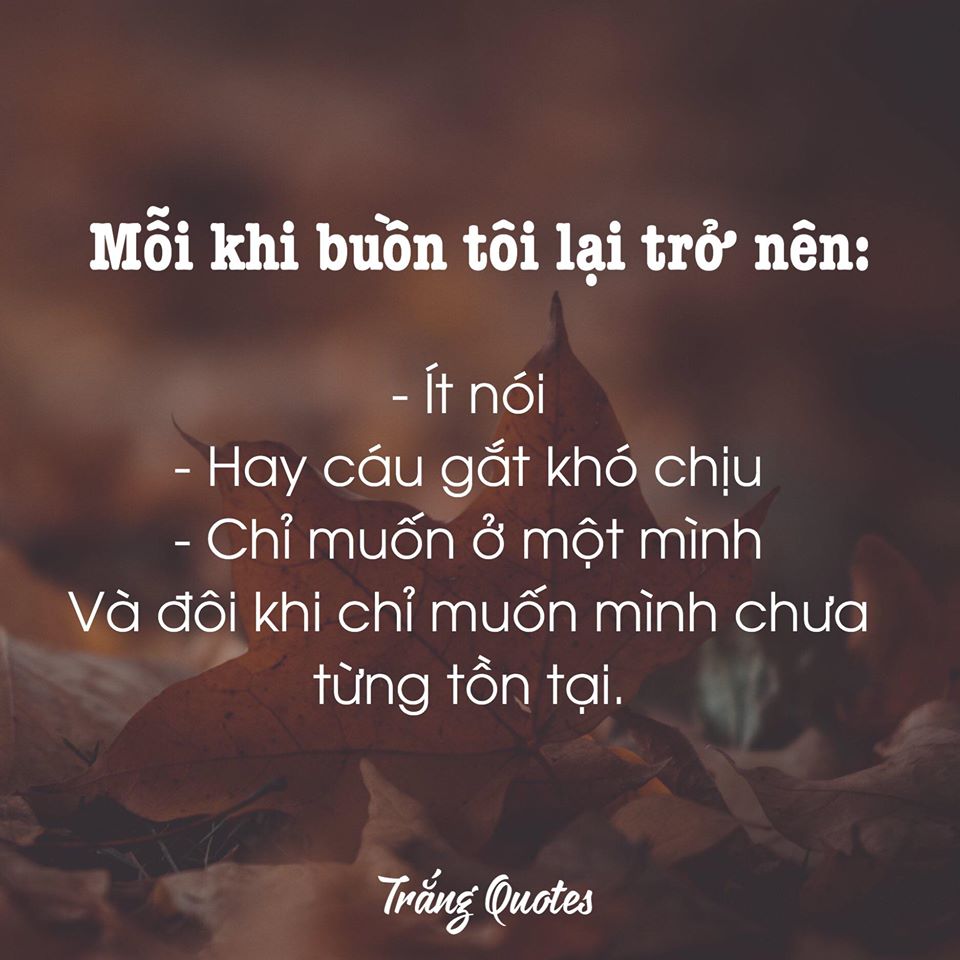 Mỗi khi buồn tôi lại trở nên:
- Ít nói
- Hay cáu gắt khó chịu
- Chỉ muốn ở một mình
Và đôi khi chỉ muốn mình chưa
từng tồn tại.
Trắng Quotes